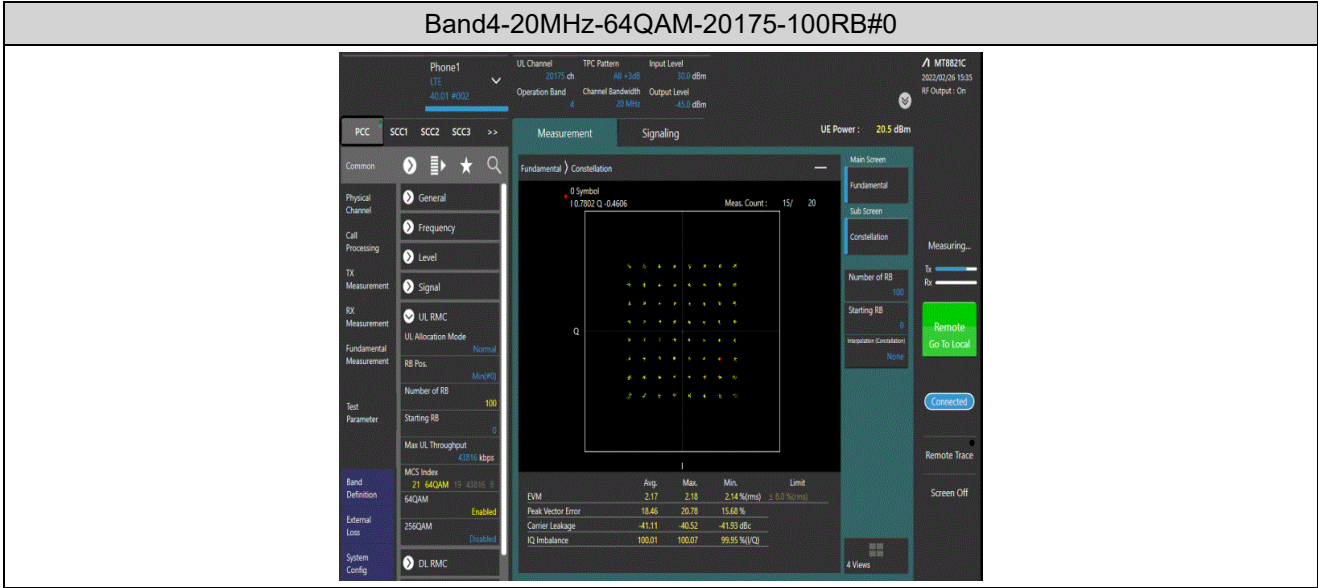 Band4-20MHz-64QAM-20175-100RB#0
Phone1
LTE
40.01 #002
UL Channel TPC Pattern Input Level
20175 ch All +3dB 30.0 dBm
Operation Band Channel Bandwidth Output Level
4 20 MHz -45.0 dBm
MT8821C
2022/02/26 15:35
RF Output : On
PCC SCC1 SCC2 SCC3 >>
Measurement Signaling
UE Power : 20.5 dBm
Common
Physical Channel
Call Processing
TX Measurement
RX Measurement
Fundamental Measurement
Test Parameter
Band Definition
External Loss
System Config
General
Frequency
Level
Signal
UL RMC
UL Allocation Mode
Normal
RB Pos.
Min(#0)
Number of RB
100
Starting RB
0
Max UL Throughput
43816 kbps
MCS Index
21 64QAM 19 43816 8
64QAM
Enabled
256QAM
Disabled
DL RMC
Fundamental 〉 Constellation
0 Symbol
I 0.7802 Q -0.4606 Meas. Count : 15/ 20
Q
I
Avg. Max. Min. Limit
EVM 2.17 2.18 2.14 %(rms) ≤ 8.0 %(rms)
Peak Vector Error 18.46 20.78 15.68 %
Carrier Leakage -41.11 -40.52 -41.93 dBc
IQ Imbalance 100.01 100.07 99.95 %(I/Q)
Main Screen
Fundamental
Sub Screen
Constellation
Number of RB
100
Starting RB
0
Interpolation (Constellation)
None
4 Views
Measuring...
Tx
Rx
Remote
Go To Local
Connected
Remote Trace
Screen Off